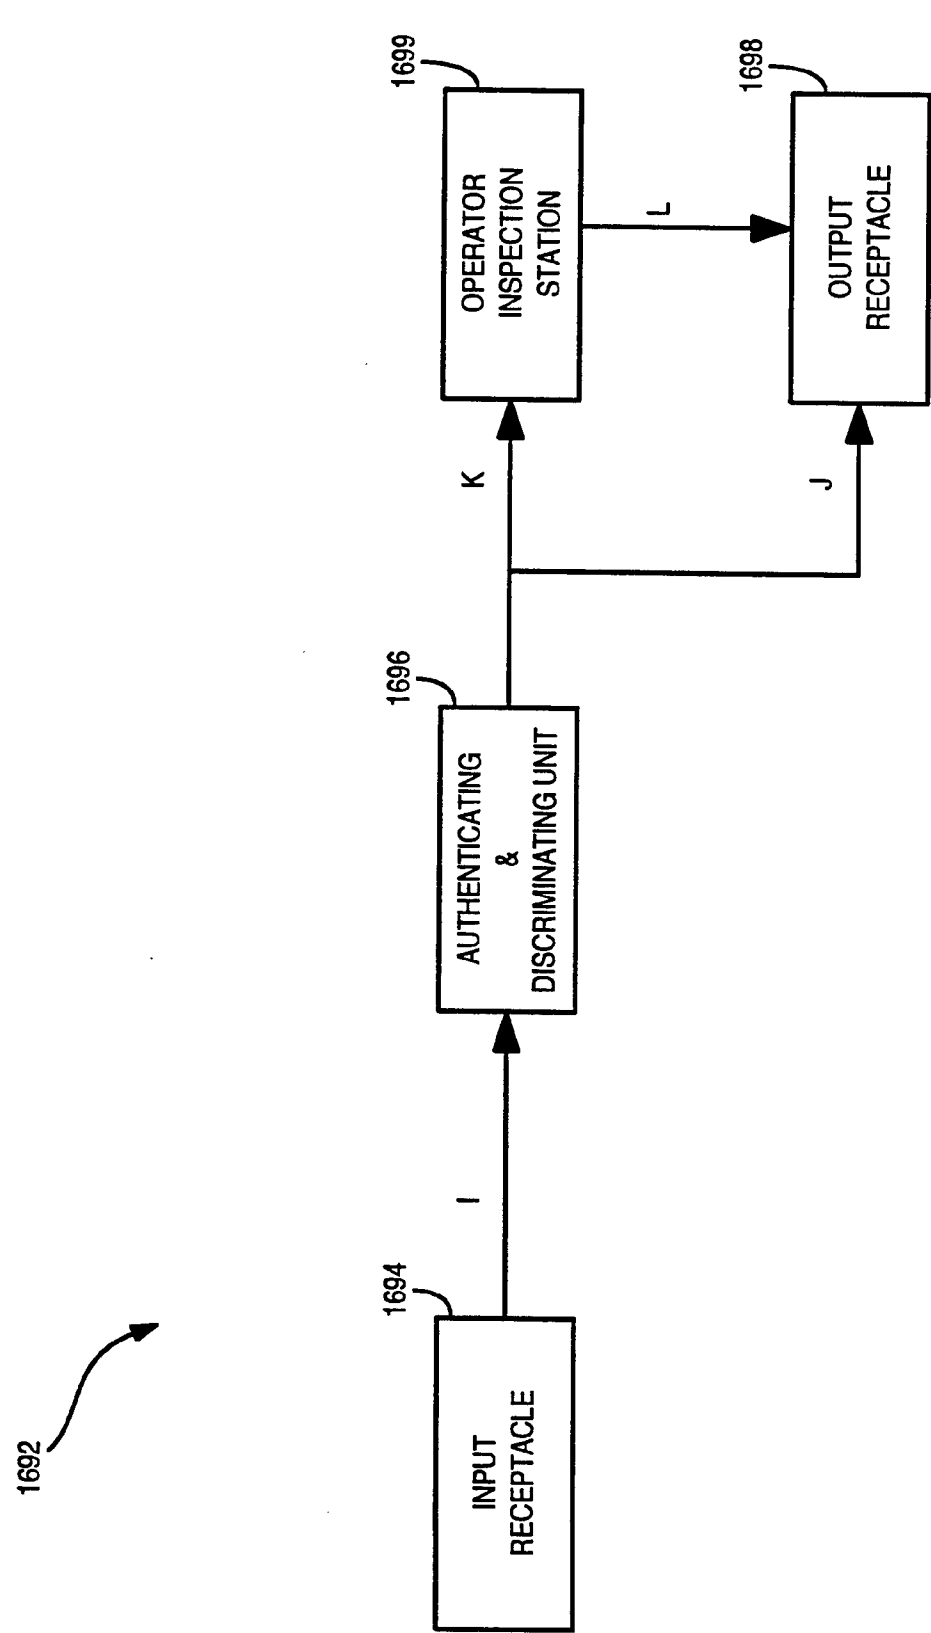 1692
1694
INPUT
RECEPTACLE
I
1696
AUTHENTICATING
&
DISCRIMINATING UNIT
K
J
1699
OPERATOR
INSPECTION
STATION
L
1698
OUTPUT
RECEPTACLE